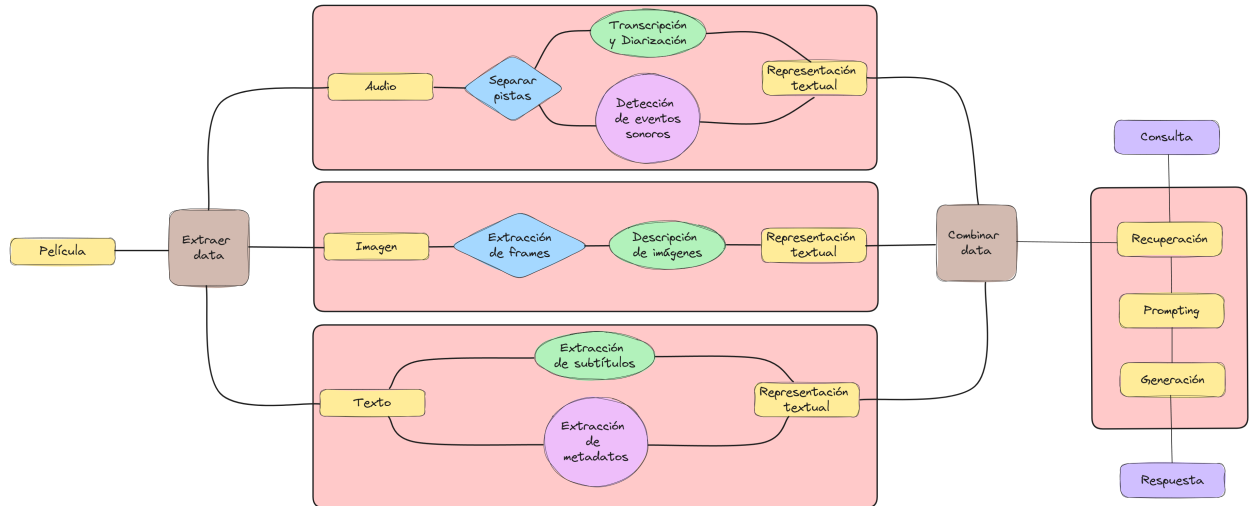 Película
Extraer
data
Audio
Separar
pistas
Transcripción
y Diarización
Detección
de eventos
sonoros
Representación
textual
Imagen
Extracción
de frames
Descripción
de imágenes
Representación
textual
Texto
Extracción
de subtítulos
Extracción
de
metadatos
Representación
textual
Combinar
data
Consulta
Recuperación
Prompting
Generación
Respuesta